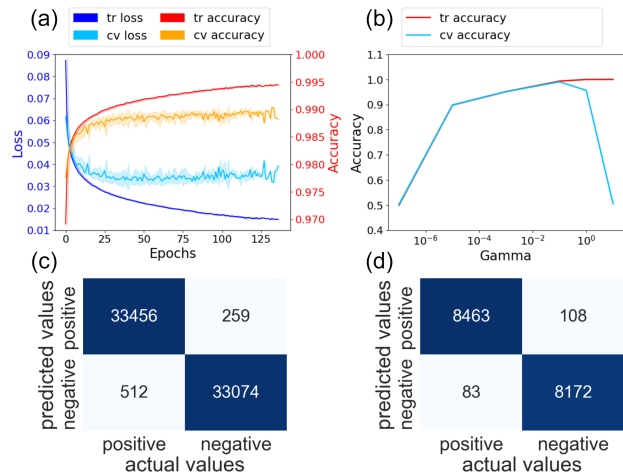 (a)
tr loss
tr accuracy
cv loss
cv accuracy
0.09
0.08
0.07
0.06
0.05
0.04
0.03
0.02
0.01
Loss
1.000
0.995
0.990
0.985
0.980
0.975
0.970
Accuracy
0
25
50
75
100
125
Epochs
(b)
tr accuracy
cv accuracy
1.1
1.0
0.9
0.8
0.7
0.6
0.5
0.4
Accuracy
10⁻⁶
10⁻⁴
10⁻²
10⁰
Gamma
(c)
predicted values
positive
negative
33456
259
512
33074
positive
negative
actual values
(d)
predicted values
positive
negative
8463
108
83
8172
positive
negative
actual values